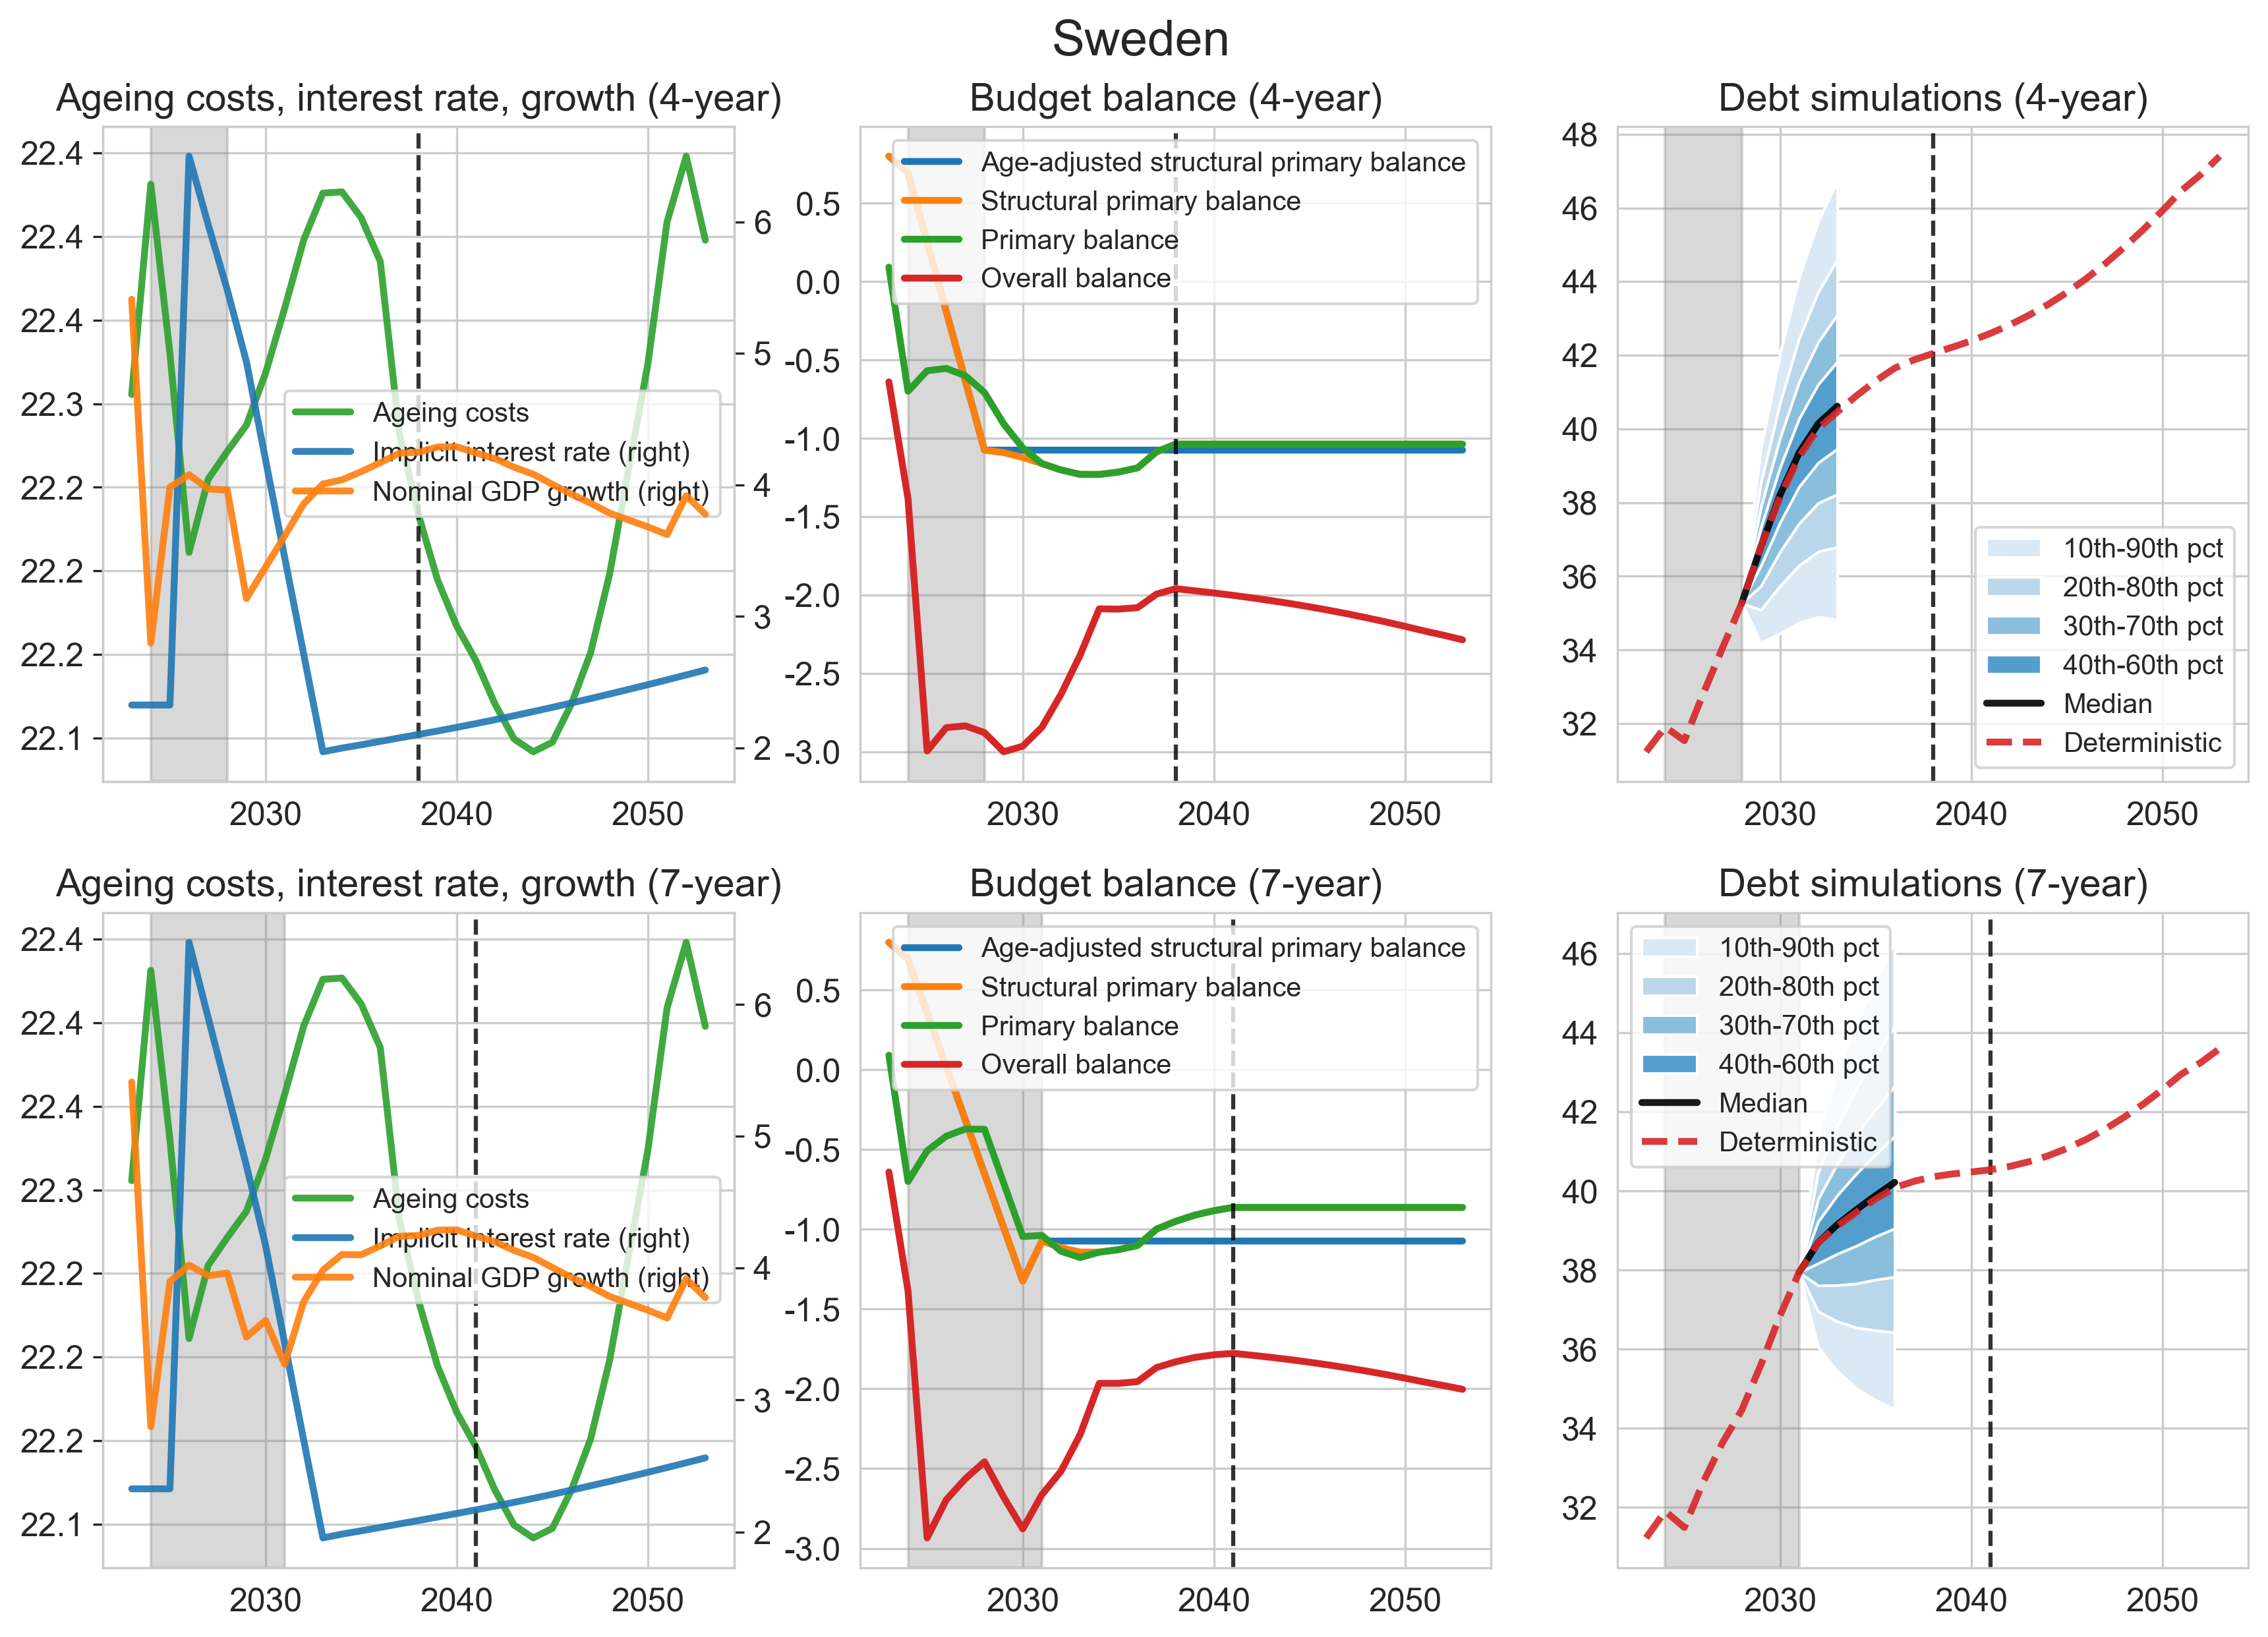 Sweden
Ageing costs, interest rate, growth (4-year)
22.4
22.4
22.4
22.3
22.2
22.2
22.2
22.1
6
5
4
3
2
Ageing costs
Implicit interest rate (right)
Nominal GDP growth (right)
2030
2040
2050
Budget balance (4-year)
0.5
0.0
-0.5
-1.0
-1.5
-2.0
-2.5
-3.0
Age-adjusted structural primary balance
Structural primary balance
Primary balance
Overall balance
2030
2040
2050
Debt simulations (4-year)
48
46
44
42
40
38
36
34
32
10th-90th pct
20th-80th pct
30th-70th pct
40th-60th pct
Median
Deterministic
2030
2040
2050
Ageing costs, interest rate, growth (7-year)
22.4
22.4
22.4
22.3
22.2
22.2
22.2
22.1
6
5
4
3
2
Ageing costs
Implicit interest rate (right)
Nominal GDP growth (right)
2030
2040
2050
Budget balance (7-year)
0.5
0.0
-0.5
-1.0
-1.5
-2.0
-2.5
-3.0
Age-adjusted structural primary balance
Structural primary balance
Primary balance
Overall balance
2030
2040
2050
Debt simulations (7-year)
46
44
42
40
38
36
34
32
10th-90th pct
20th-80th pct
30th-70th pct
40th-60th pct
Median
Deterministic
2030
2040
2050